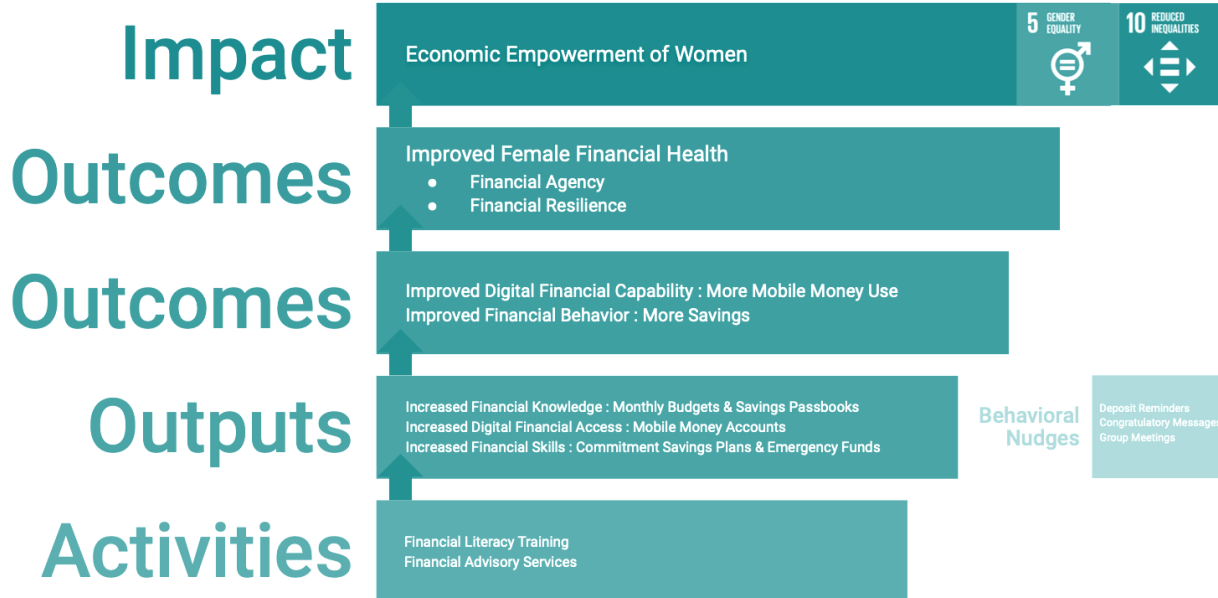 Impact
Economic Empowerment of Women
5 GENDER
EQUALITY
10 REDUCED
INEQUALITIES
Outcomes
Improved Female Financial Health
● Financial Agency
● Financial Resilience
Outcomes
Improved Digital Financial Capability : More Mobile Money Use
Improved Financial Behavior : More Savings
Outputs
Increased Financial Knowledge : Monthly Budgets & Savings Passbooks
Increased Digital Financial Access : Mobile Money Accounts
Increased Financial Skills : Commitment Savings Plans & Emergency Funds
Behavioral
Nudges
Deposit Reminders
Congratulatory Messages
Group Meetings
Activities
Financial Literacy Training
Financial Advisory Services